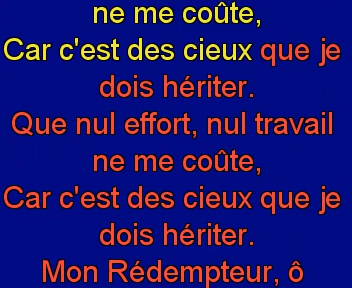 ne me coûte,
Car c'est des cieux que je
dois hériter.
Que nul effort, nul travail
ne me coûte,
Car c'est des cieux que je
dois hériter.
Mon Rédempteur, ô